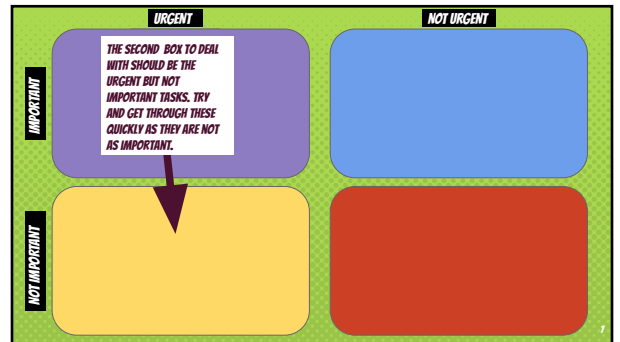 URGENT
NOT URGENT
IMPORTANT
THE SECOND BOX TO DEAL
WITH SHOULD BE THE
URGENT BUT NOT
IMPORTANT TASKS. TRY
AND GET THROUGH THESE
QUICKLY AS THEY ARE NOT
AS IMPORTANT.
NOT IMPORTANT
1